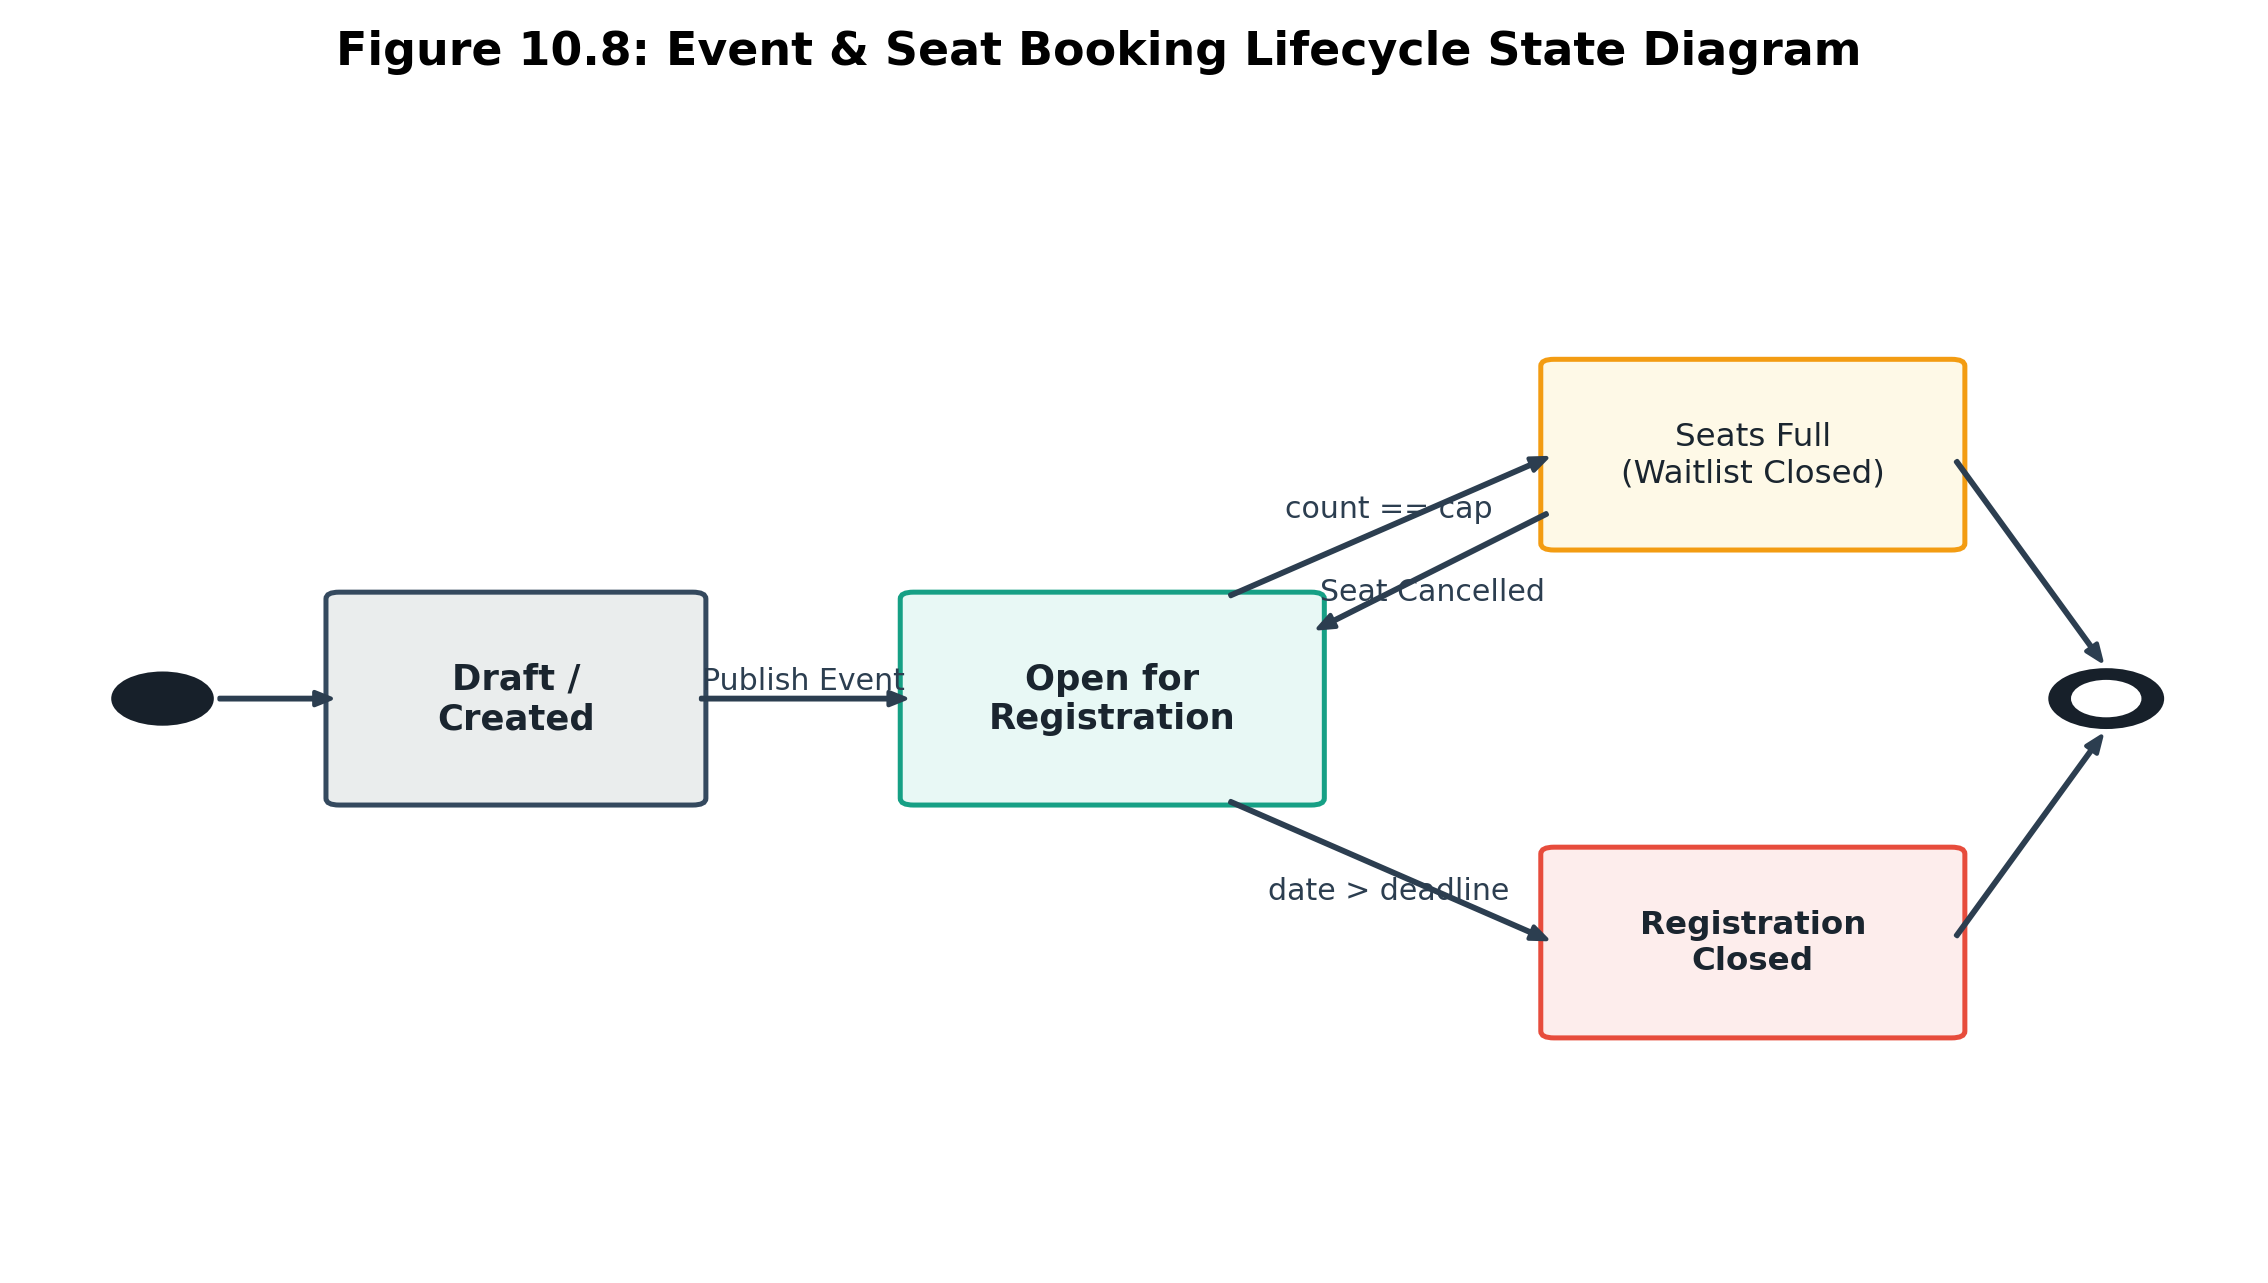 Figure 10.8: Event & Seat Booking Lifecycle State Diagram
Seats Full
(Waitlist Closed)
count == cap
Seat Cancelled
Draft /
Created
Publish Event
Open for
Registration
date > deadline
Registration
Closed